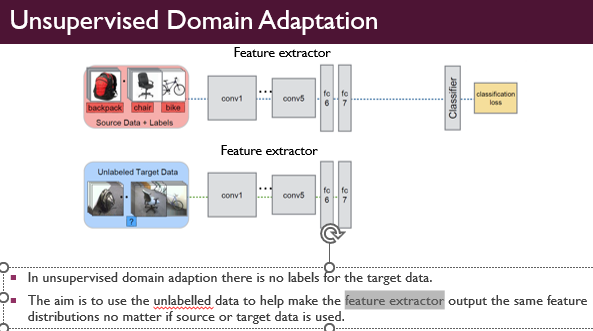 Unsupervised Domain Adaptation
Feature extractor
backpack
chair
bike
Source Data + Labels
conv1
...
conv5
fc 6
fc 7
Classifier
classification loss
Feature extractor
Unlabeled Target Data
?
conv1
...
conv5
fc 6
fc 7
In unsupervised domain adaption there is no labels for the target data.
The aim is to use the unlabelled data to help make the feature extractor output the same feature
distributions no matter if source or target data is used.